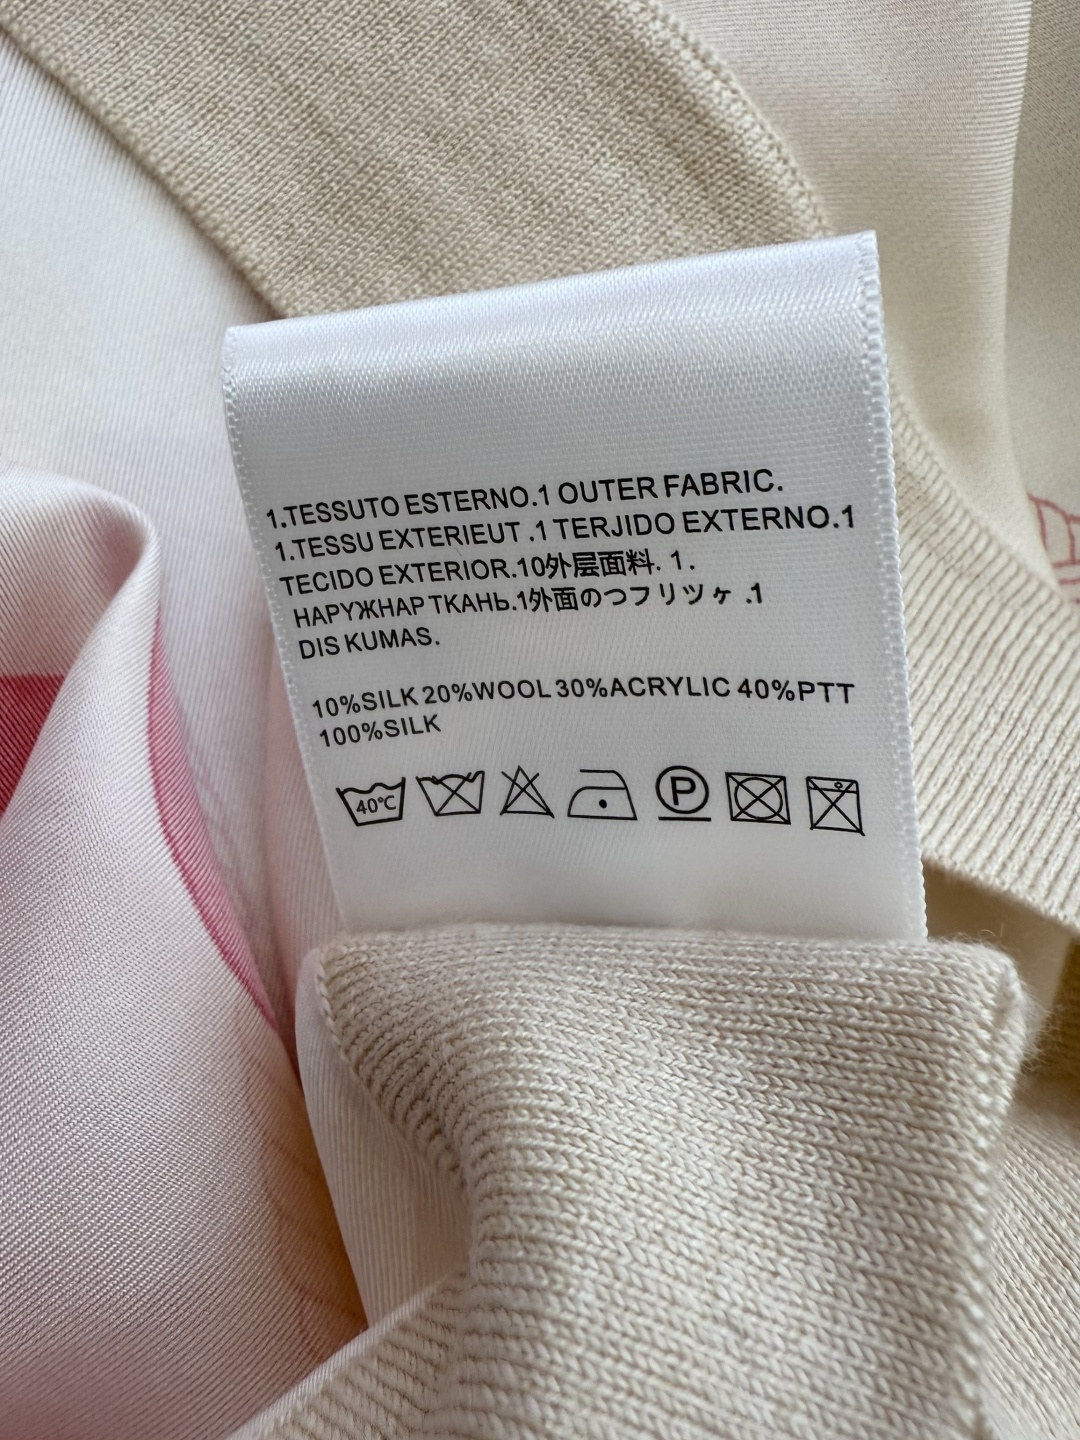 1.TESSUTO ESTERNO.1 OUTER FABRIC.
1.TESSU EXTERIEUT .1 TERJIDO EXTERNO.1
TECIDO EXTERIOR.10外层面料. 1.
НАРУЖНАР ТКАНЬ.1外面のつフリツヶ .1
DIS KUMAS.
10%SILK 20%WOOL 30%ACRYLIC 40%PTT
100%SILK
40℃ P